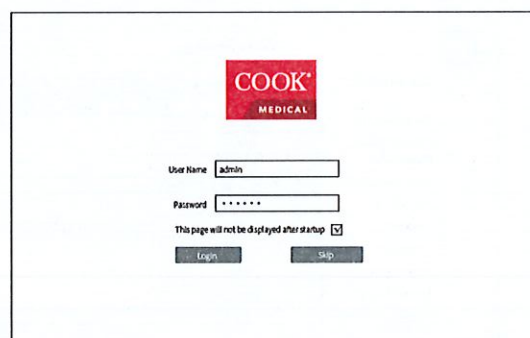 COOK®
MEDICAL
User Name admin
Password ••••••
This page will not be displayed after startup ☑
Login Skip